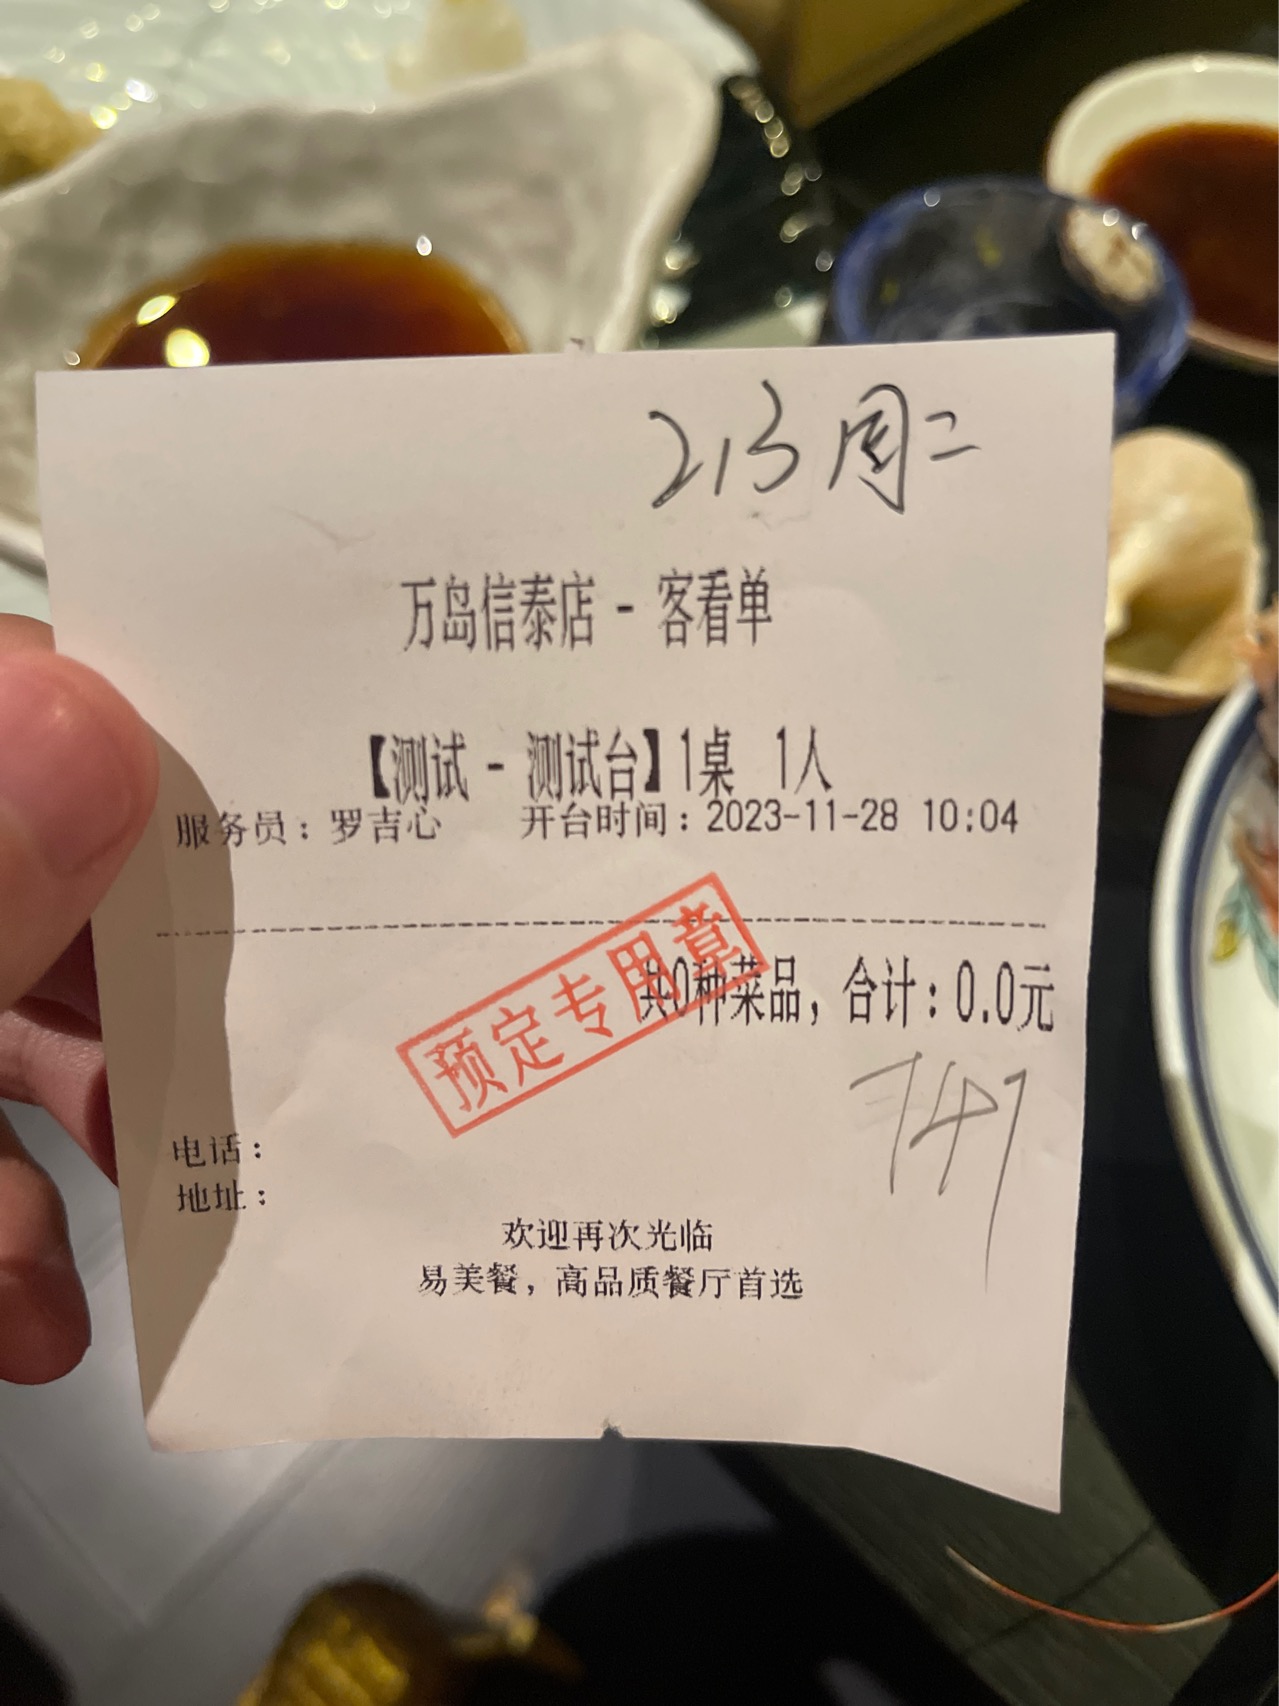 213 周二
万岛信泰店 - 客看单
【测试 - 测试台】1桌 1人
服务员：罗吉心 开台时间：2023-11-28 10:04
预定专用章
共0种菜品，合计：0.0元
747
电话：
地址：
欢迎再次光临
易美餐，高品质餐厅首选